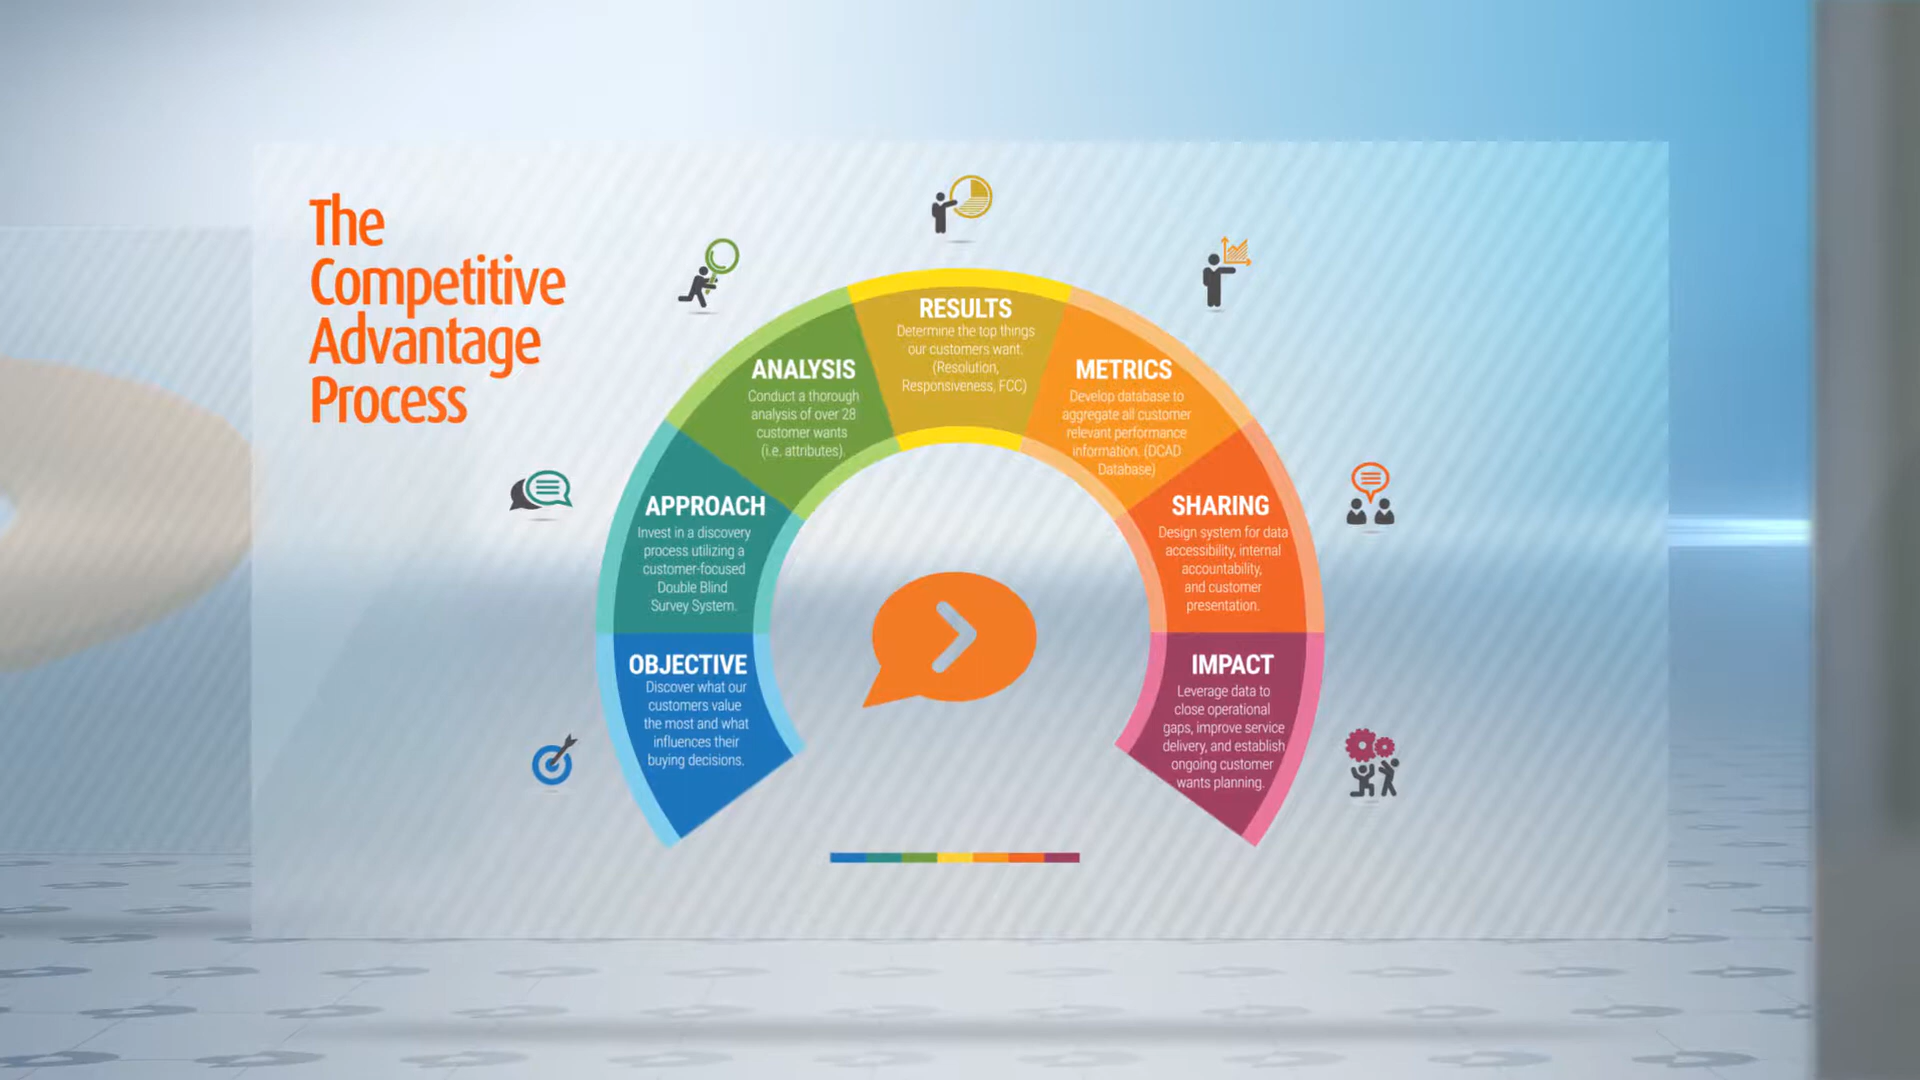 The
Competitive
Advantage
Process
OBJECTIVE
Discover what our
customers value
the most and what
influences their
buying decisions.
APPROACH
Invest in a discovery
process utilizing a
customer-focused
Double Blind
Survey System.
ANALYSIS
Conduct a thorough
analysis of over 28
customer wants
(i.e. attributes).
RESULTS
Determine the top things
our customers want.
(Resolution,
Responsiveness, FCC)
METRICS
Develop database to
aggregate all customer
relevant performance
information. (DCAD
Database)
SHARING
Design system for data
accessibility, internal
accountability,
and customer
presentation.
IMPACT
Leverage data to
close operational
gaps, improve service
delivery, and establish
ongoing customer
wants planning.